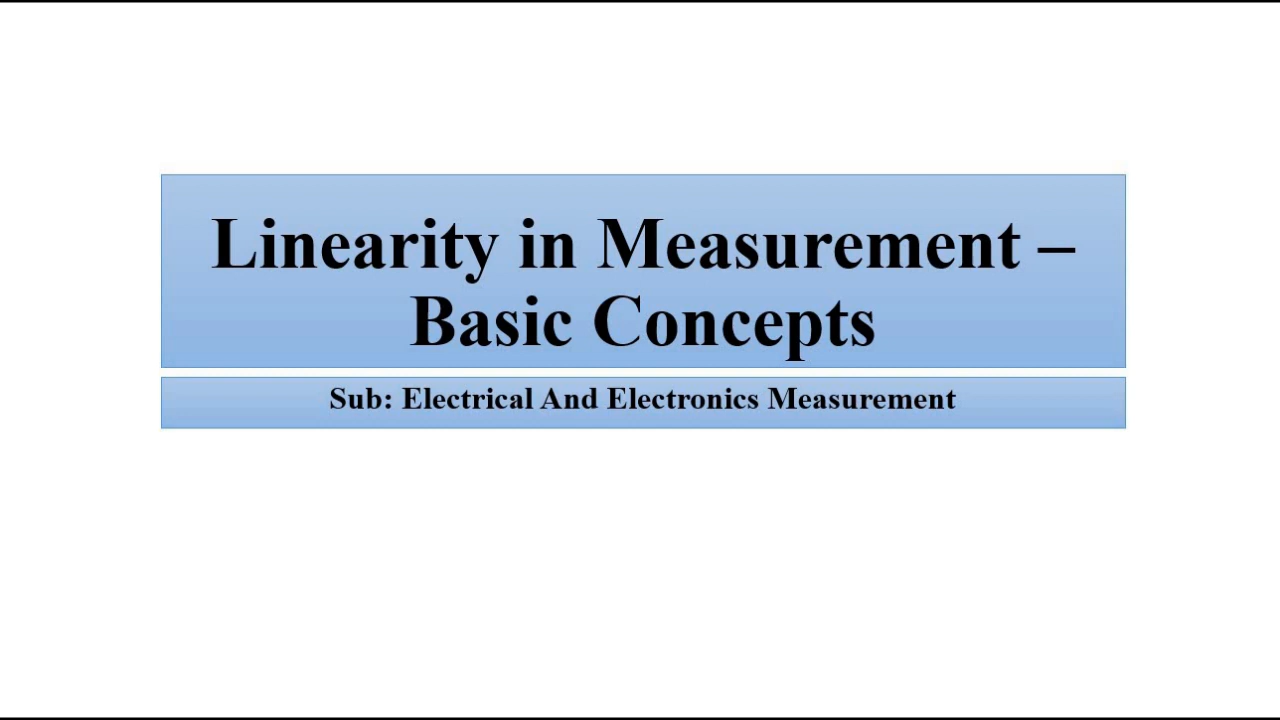 Linearity in Measurement –
Basic Concepts
Sub: Electrical And Electronics Measurement